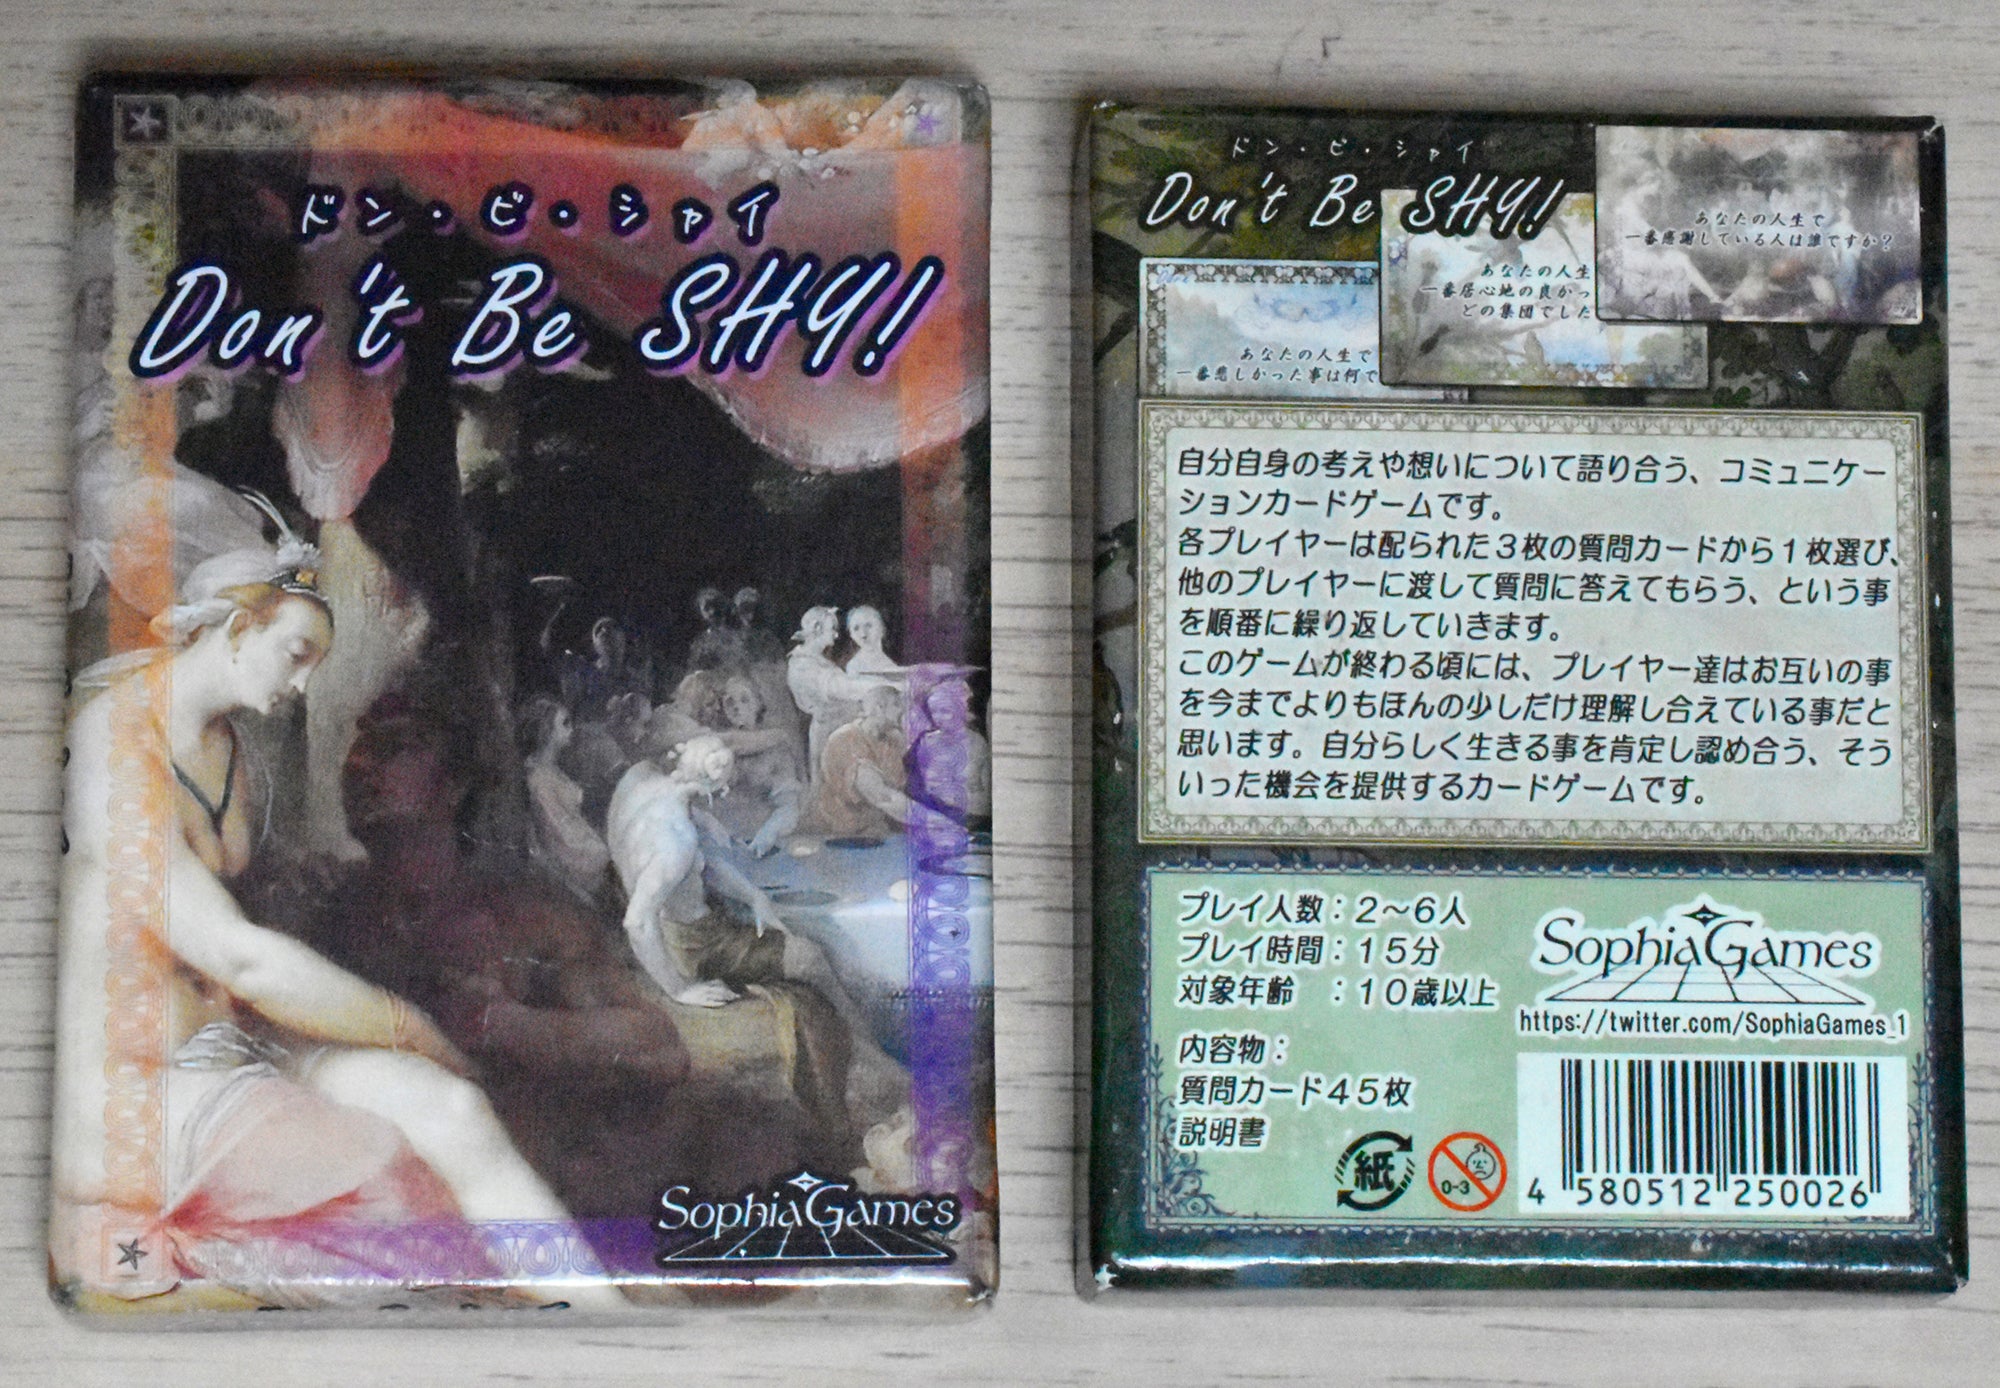 ドン・ビ・シャイ
Don't Be SHY!
SophiaGames
ドン・ビ・シャイ
Don't Be SHY!
あなたの人生で
一番感謝している人は誰ですか？
あなたの人生
一番居心地の良かっ
どの集団でした
あなたの人生で
一番悲しかった事は何で
自分自身の考えや想いについて語り合う、コミュニケー
ションカードゲームです。
各プレイヤーは配られた３枚の質問カードから１枚選び、
他のプレイヤーに渡して質問に答えてもらう、という事
を順番に繰り返していきます。
このゲームが終わる頃には、プレイヤー達はお互いの事
を今までよりもほんの少しだけ理解し合えている事だと
思います。自分らしく生きる事を肯定し認め合う、そう
いった機会を提供するカードゲームです。
プレイ人数：２〜６人
プレイ時間：１５分
対象年齢　：１０歳以上
内容物：
質問カード４５枚
説明書
紙
0-3
SophiaGames
https://twitter.com/SophiaGames_1
4 580512 250026